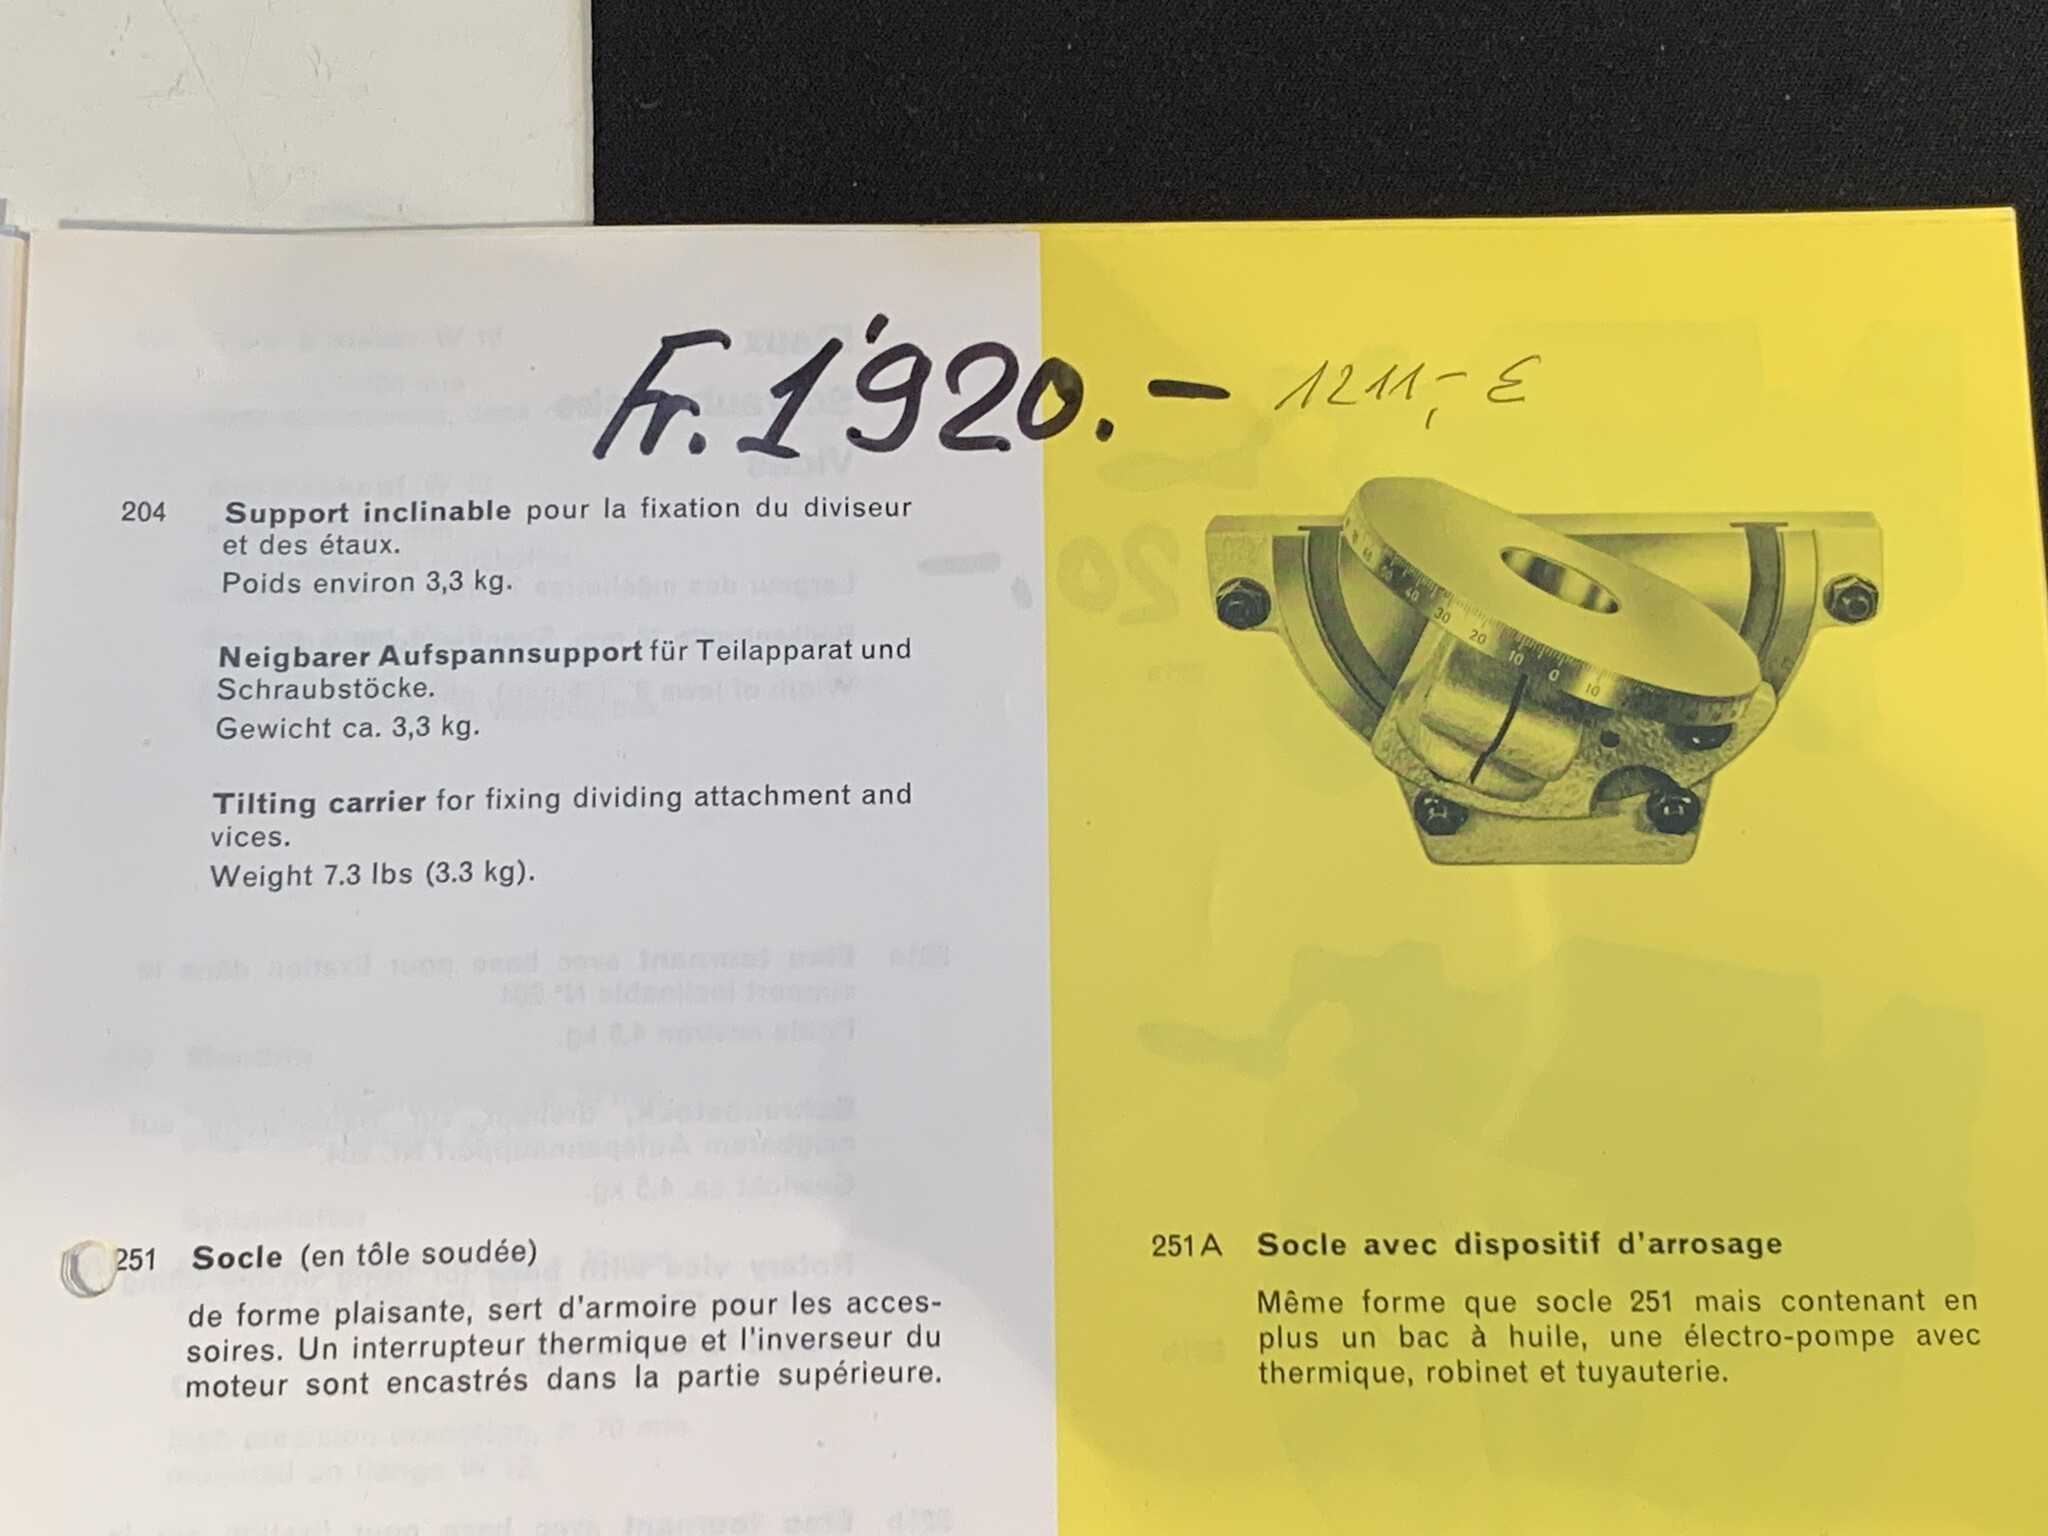 Fr. 1'920.– 1211,- €
204 Support inclinable pour la fixation du diviseur
et des étaux.
Poids environ 3,3 kg.
Neigbarer Aufspannsupport für Teilapparat und
Schraubstöcke.
Gewicht ca. 3,3 kg.
Tilting carrier for fixing dividing attachment and
vices.
Weight 7.3 lbs (3.3 kg).
40 30 20 10 0 10
251 Socle (en tôle soudée)
de forme plaisante, sert d'armoire pour les acces-
soires. Un interrupteur thermique et l'inverseur du
moteur sont encastrés dans la partie supérieure.
251 A Socle avec dispositif d'arrosage
Même forme que socle 251 mais contenant en
plus un bac à huile, une électro-pompe avec
thermique, robinet et tuyauterie.